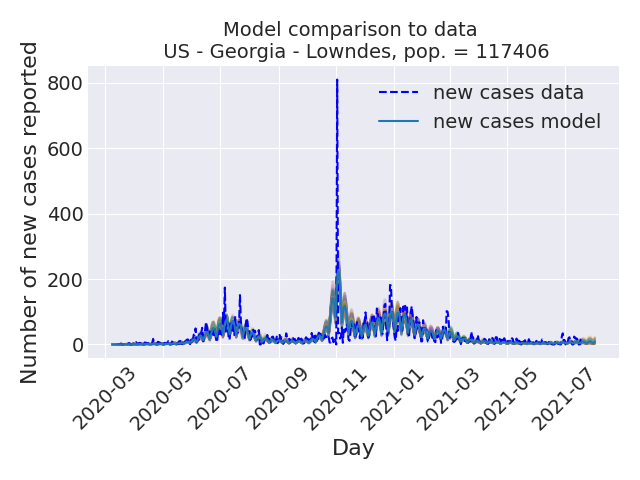 Model comparison to data
US - Georgia - Lowndes, pop. = 117406
Number of new cases reported
800
600
400
200
0
new cases data
new cases model
2020-03
2020-05
2020-07
2020-09
2020-11
2021-01
2021-03
2021-05
2021-07
Day